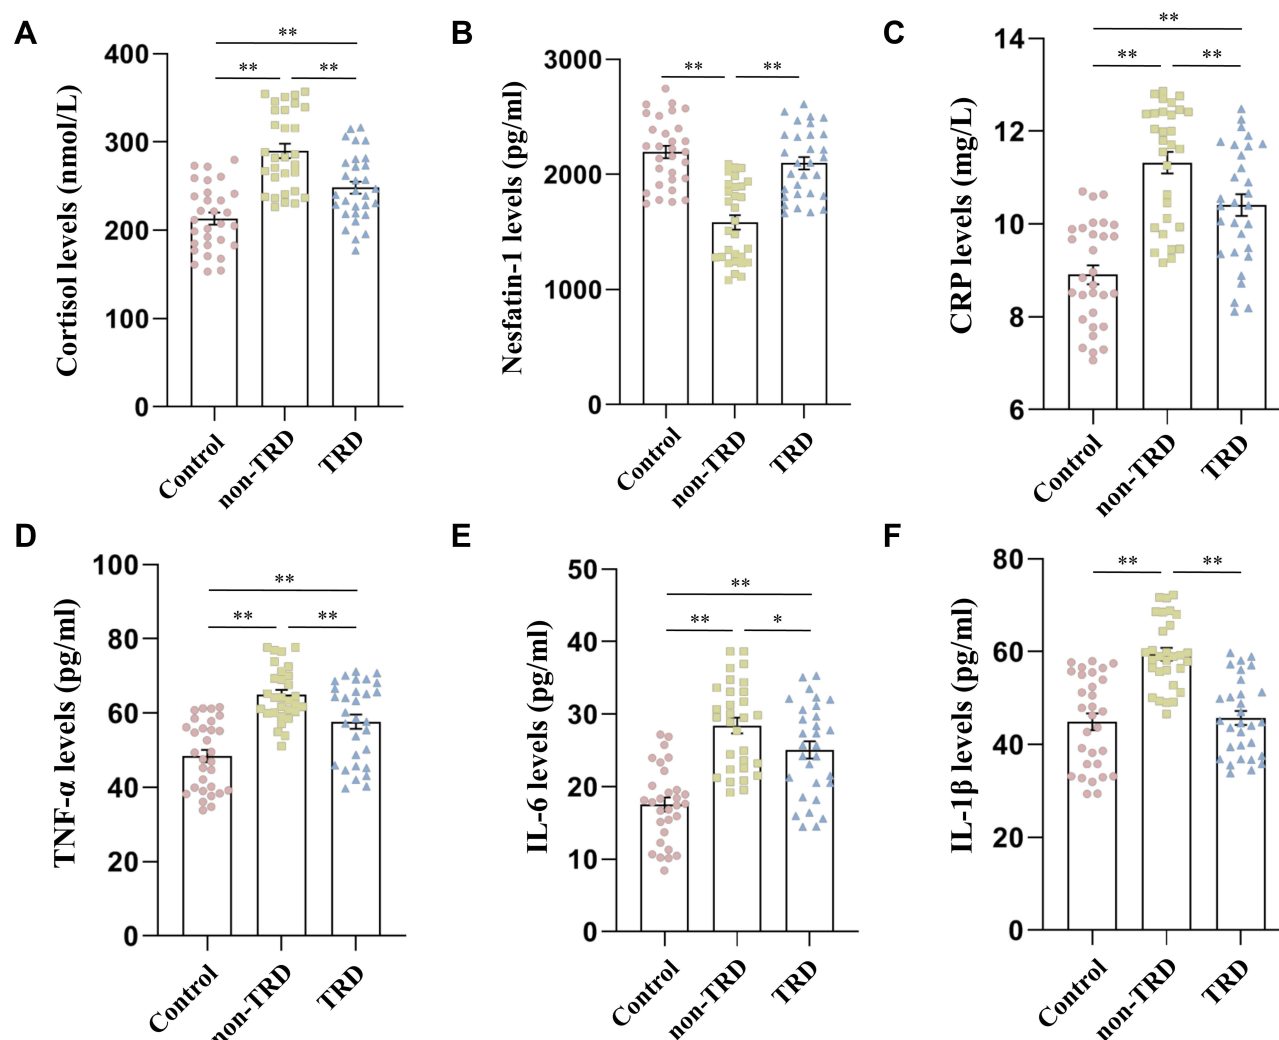 A
Cortisol levels (nmol/L)
400
300
200
100
0
**
**
**
Control
non-TRD
TRD
B
Nesfatin-1 levels (pg/ml)
3000
2000
1000
0
**
**
Control
non-TRD
TRD
C
CRP levels (mg/L)
14
12
10
8
6
**
**
**
Control
non-TRD
TRD
D
TNF-α levels (pg/ml)
100
80
60
40
20
0
**
**
**
Control
non-TRD
TRD
E
IL-6 levels (pg/ml)
50
40
30
20
10
0
**
**
*
Control
non-TRD
TRD
F
IL-1β levels (pg/ml)
80
60
40
20
0
**
**
Control
non-TRD
TRD